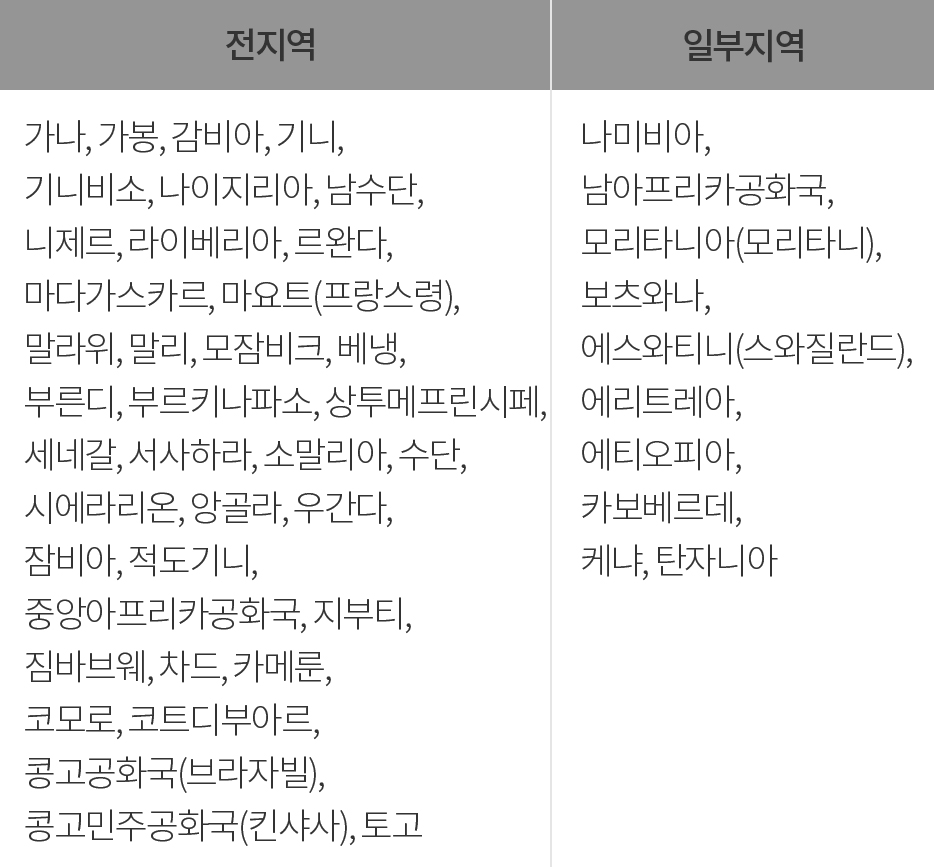 전지역
가나, 가봉, 감비아, 기니,
기니비소, 나이지리아, 남수단,
니제르, 라이베리아, 르완다,
마다가스카르, 마요트(프랑스령),
말라위, 말리, 모잠비크, 베냉,
부룬디, 부르키나파소, 상투메프린시페,
세네갈, 서사하라, 소말리아, 수단,
시에라리온, 앙골라, 우간다,
잠비아, 적도기니,
중앙아프리카공화국, 지부티,
짐바브웨, 차드, 카메룬,
코모로, 코트디부아르,
콩고공화국(브라자빌),
콩고민주공화국(킨샤사), 토고
일부지역
나미비아,
남아프리카공화국,
모리타니아(모리타니),
보츠와나,
에스와티니(스와질란드),
에리트레아,
에티오피아,
카보베르데,
케냐, 탄자니아